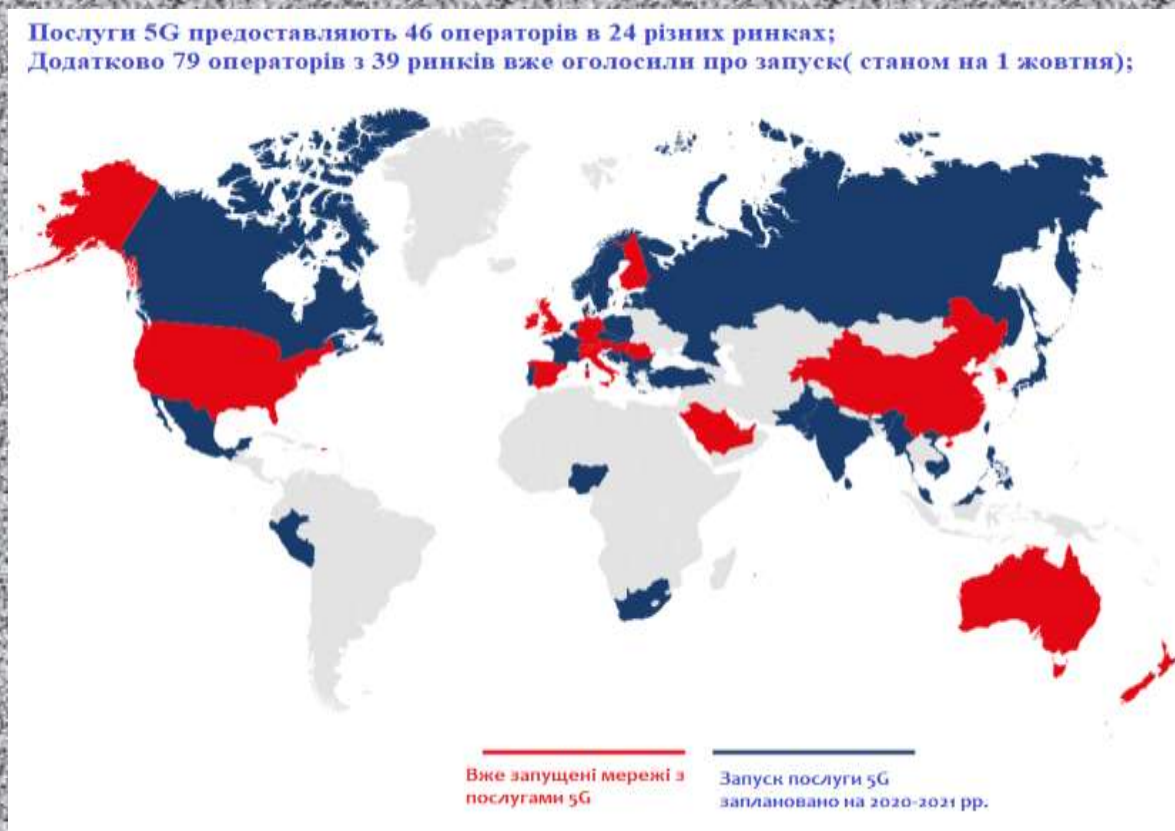 Послуги 5G предоставляють 46 операторів в 24 різних ринках;
Додатково 79 операторів з 39 ринків вже оголосили про запуск( станом на 1 жовтня);
Вже запущені мережі з
послугами 5G
Запуск послуги 5G
заплановано на 2020-2021 рр.